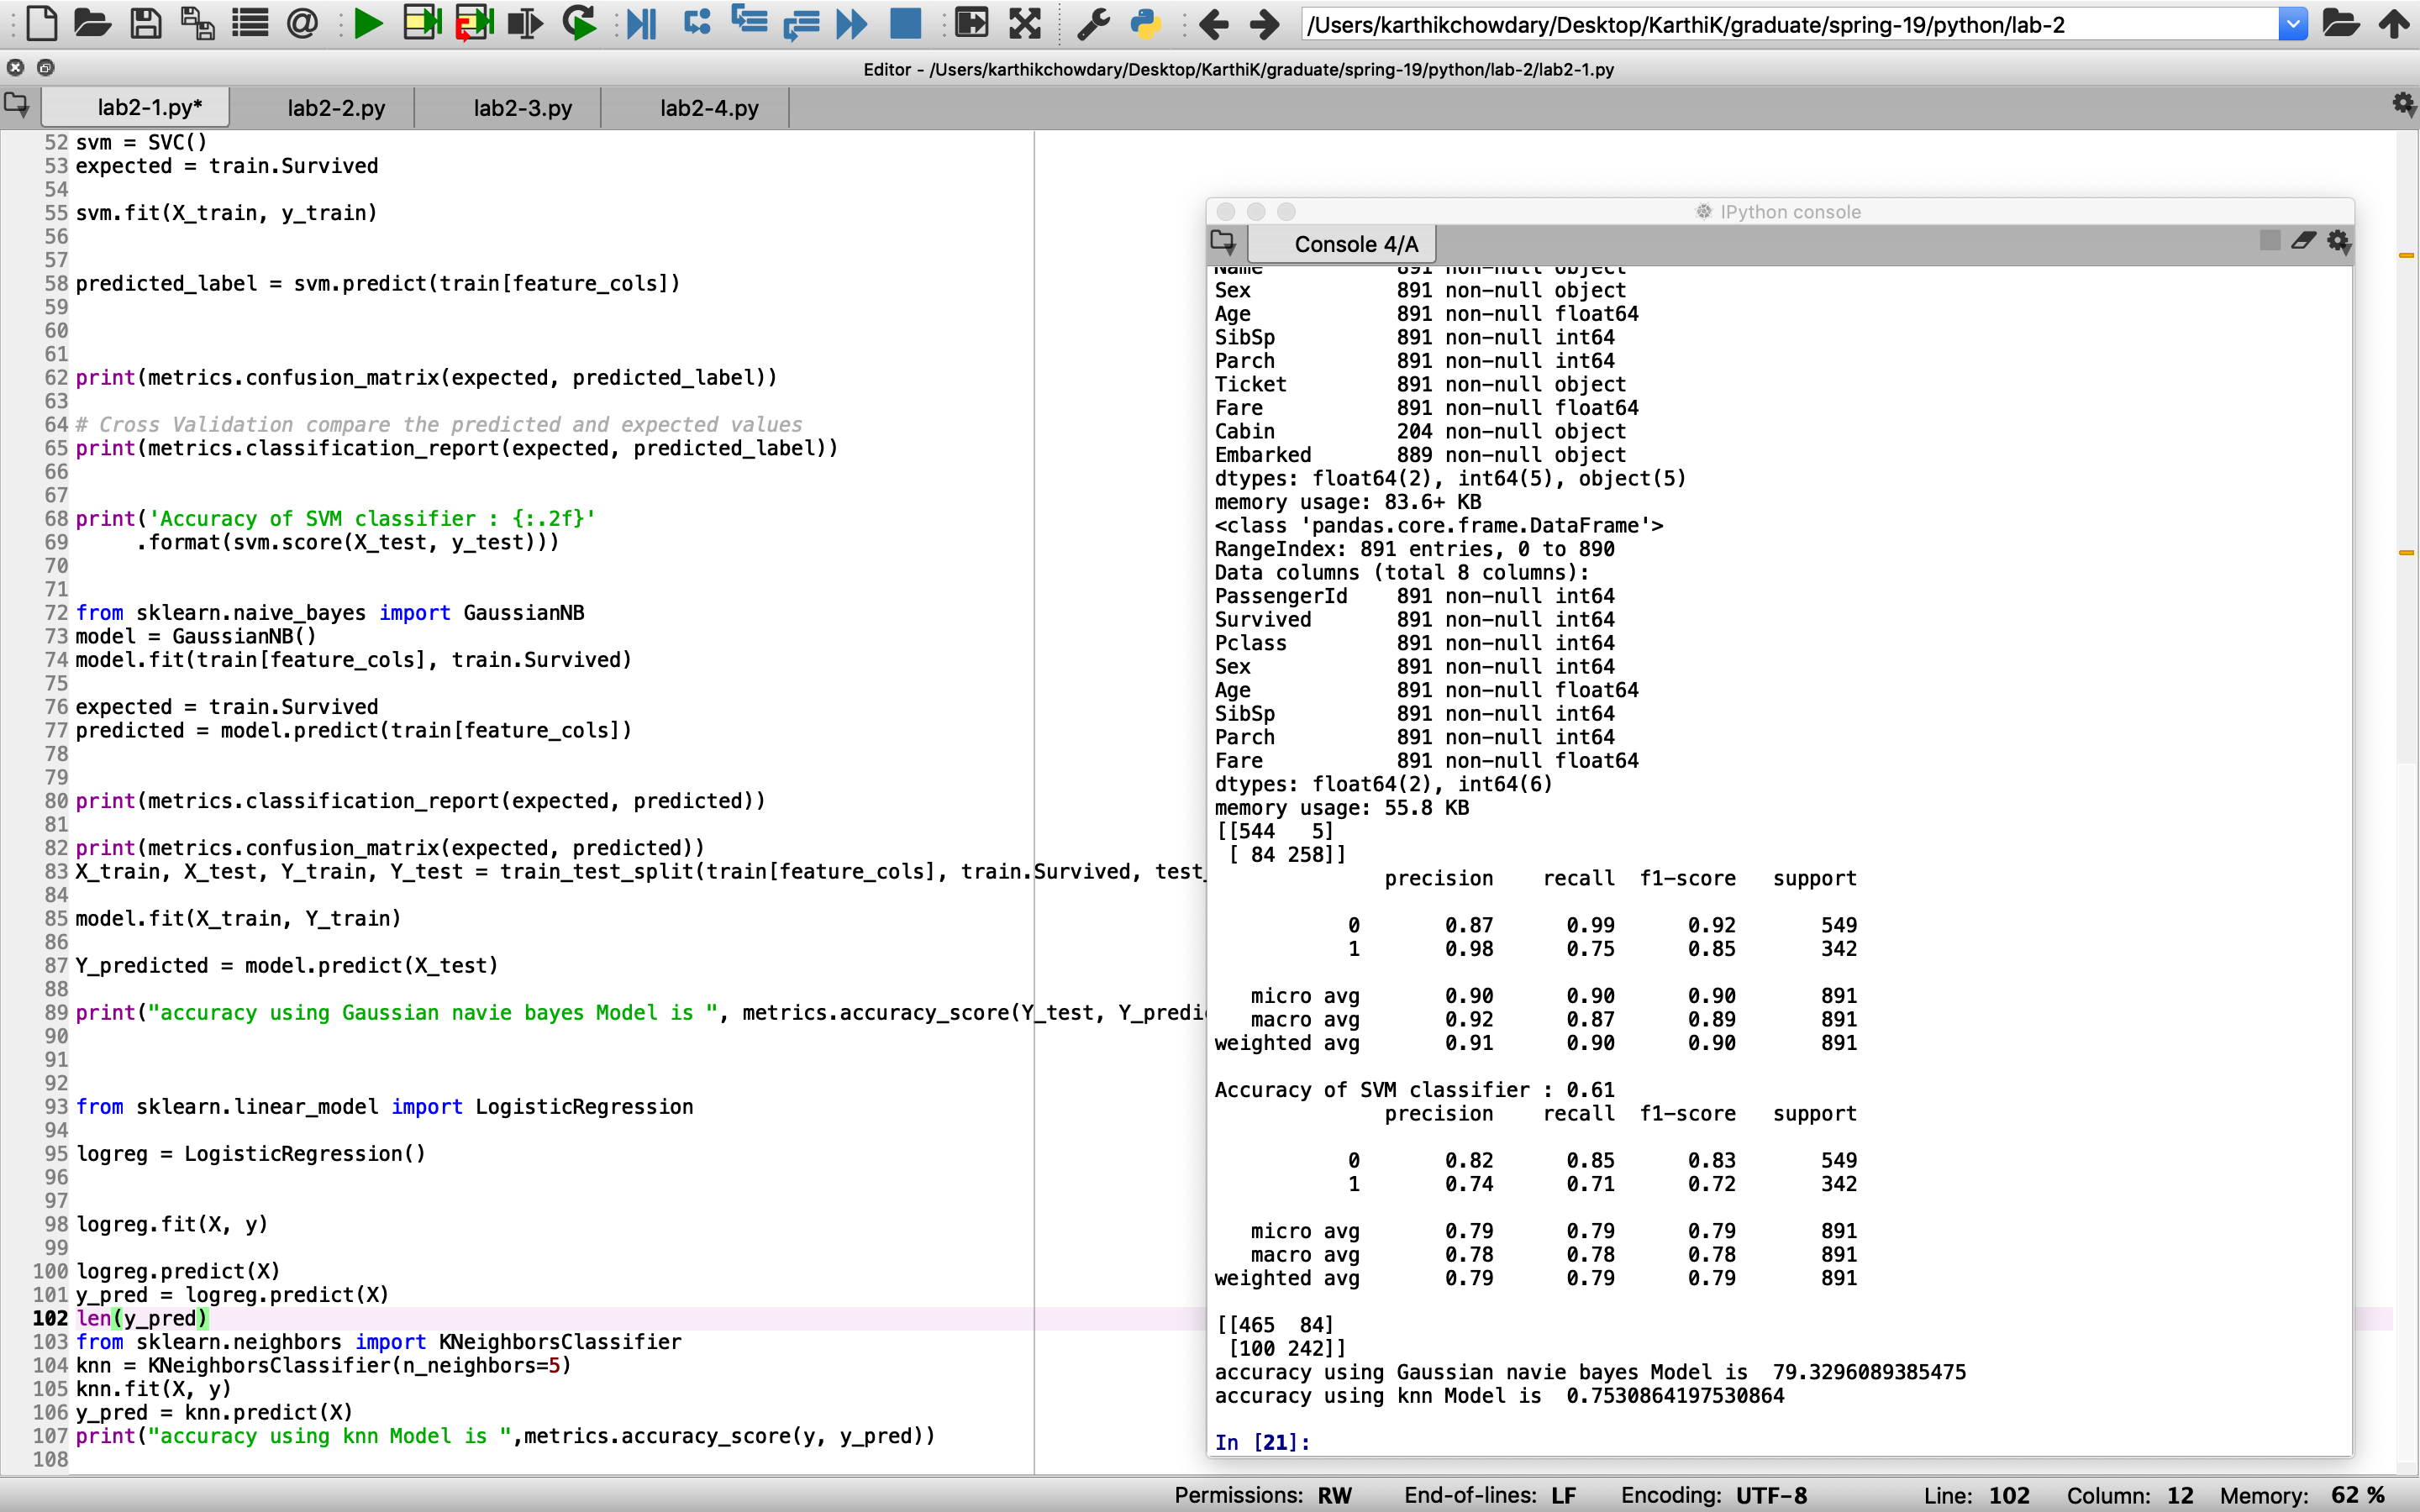 /Users/karthikchowdary/Desktop/KarthiK/graduate/spring-19/python/lab-2
Editor - /Users/karthikchowdary/Desktop/KarthiK/graduate/spring-19/python/lab-2/lab2-1.py
lab2-1.py* lab2-2.py lab2-3.py lab2-4.py
52 svm = SVC()
53 expected = train.Survived
54
55 svm.fit(X_train, y_train)
56
57
58 predicted_label = svm.predict(train[feature_cols])
59
60
61
62 print(metrics.confusion_matrix(expected, predicted_label))
63
64 # Cross Validation compare the predicted and expected values
65 print(metrics.classification_report(expected, predicted_label))
66
67
68 print('Accuracy of SVM classifier : {:.2f}'
69 .format(svm.score(X_test, y_test)))
70
71
72 from sklearn.naive_bayes import GaussianNB
73 model = GaussianNB()
74 model.fit(train[feature_cols], train.Survived)
75
76 expected = train.Survived
77 predicted = model.predict(train[feature_cols])
78
79
80 print(metrics.classification_report(expected, predicted))
81
82 print(metrics.confusion_matrix(expected, predicted))
83 X_train, X_test, Y_train, Y_test = train_test_split(train[feature_cols], train.Survived, test_
84
85 model.fit(X_train, Y_train)
86
87 Y_predicted = model.predict(X_test)
88
89 print("accuracy using Gaussian navie bayes Model is ", metrics.accuracy_score(Y_test, Y_predi
90
91
92
93 from sklearn.linear_model import LogisticRegression
94
95 logreg = LogisticRegression()
96
97
98 logreg.fit(X, y)
99
100 logreg.predict(X)
101 y_pred = logreg.predict(X)
102 len(y_pred)
103 from sklearn.neighbors import KNeighborsClassifier
104 knn = KNeighborsClassifier(n_neighbors=5)
105 knn.fit(X, y)
106 y_pred = knn.predict(X)
107 print("accuracy using knn Model is ",metrics.accuracy_score(y, y_pred))
108
IPython console
Console 4/A
Name 891 non-null object
Sex 891 non-null object
Age 891 non-null float64
SibSp 891 non-null int64
Parch 891 non-null int64
Ticket 891 non-null object
Fare 891 non-null float64
Cabin 204 non-null object
Embarked 889 non-null object
dtypes: float64(2), int64(5), object(5)
memory usage: 83.6+ KB
<class 'pandas.core.frame.DataFrame'>
RangeIndex: 891 entries, 0 to 890
Data columns (total 8 columns):
PassengerId 891 non-null int64
Survived 891 non-null int64
Pclass 891 non-null int64
Sex 891 non-null int64
Age 891 non-null float64
SibSp 891 non-null int64
Parch 891 non-null int64
Fare 891 non-null float64
dtypes: float64(2), int64(6)
memory usage: 55.8 KB
[[544 5]
[ 84 258]]
precision recall f1-score support
0 0.87 0.99 0.92 549
1 0.98 0.75 0.85 342
micro avg 0.90 0.90 0.90 891
macro avg 0.92 0.87 0.89 891
weighted avg 0.91 0.90 0.90 891
Accuracy of SVM classifier : 0.61
precision recall f1-score support
0 0.82 0.85 0.83 549
1 0.74 0.71 0.72 342
micro avg 0.79 0.79 0.79 891
macro avg 0.78 0.78 0.78 891
weighted avg 0.79 0.79 0.79 891
[[465 84]
[100 242]]
accuracy using Gaussian navie bayes Model is 79.3296089385475
accuracy using knn Model is 0.7530864197530864
In [21]:
Permissions: RW End-of-lines: LF Encoding: UTF-8 Line: 102 Column: 12 Memory: 62 %